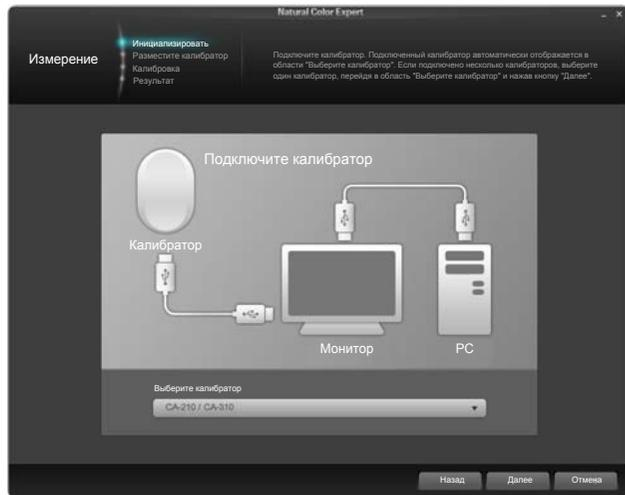 Natural Color Expert
Измерение
Инициализировать
Разместите калибратор
Калибровка
Результат
Подключите калибратор. Подключенный калибратор автоматически отображается в
области "Выберите калибратор". Если подключено несколько калибраторов, выберите
один калибратор, перейдя в область "Выберите калибратор" и нажав кнопку "Далее".
Подключите калибратор
Калибратор
Монитор
PC
Выберите калибратор
CA-210 / CA-310
Назад
Далее
Отмена